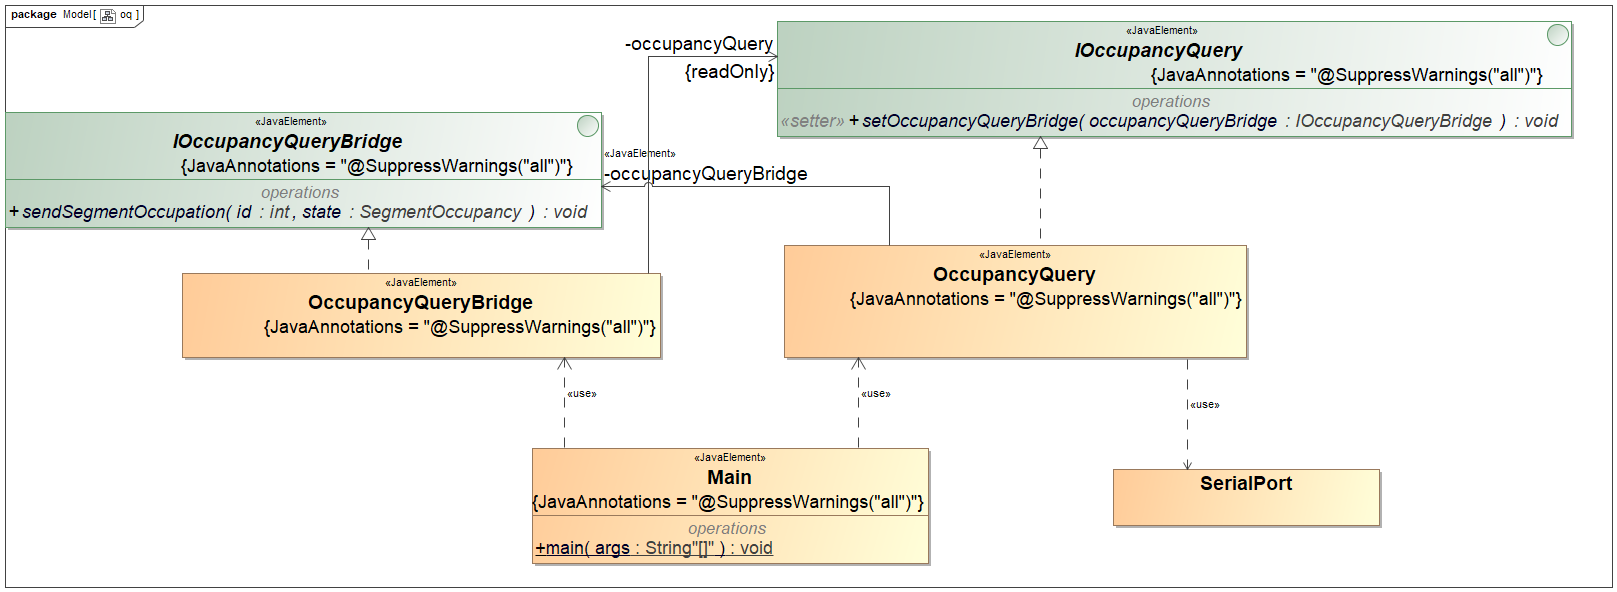 package Model[ oq ]
-occupancyQuery
{readOnly}
«JavaElement»
IOccupancyQuery
{JavaAnnotations = "@SuppressWarnings("all")"}
operations
«setter» +setOccupancyQueryBridge( occupancyQueryBridge : IOccupancyQueryBridge ) : void
«JavaElement»
IOccupancyQueryBridge
{JavaAnnotations = "@SuppressWarnings("all")"}
operations
+sendSegmentOccupation( id : int, state : SegmentOccupancy ) : void
«JavaElement»
-occupancyQueryBridge
«JavaElement»
OccupancyQueryBridge
{JavaAnnotations = "@SuppressWarnings("all")"}
«JavaElement»
OccupancyQuery
{JavaAnnotations = "@SuppressWarnings("all")"}
«use»
«use»
«use»
«JavaElement»
Main
{JavaAnnotations = "@SuppressWarnings("all")"}
operations
+main( args : String"[]" ) : void
SerialPort